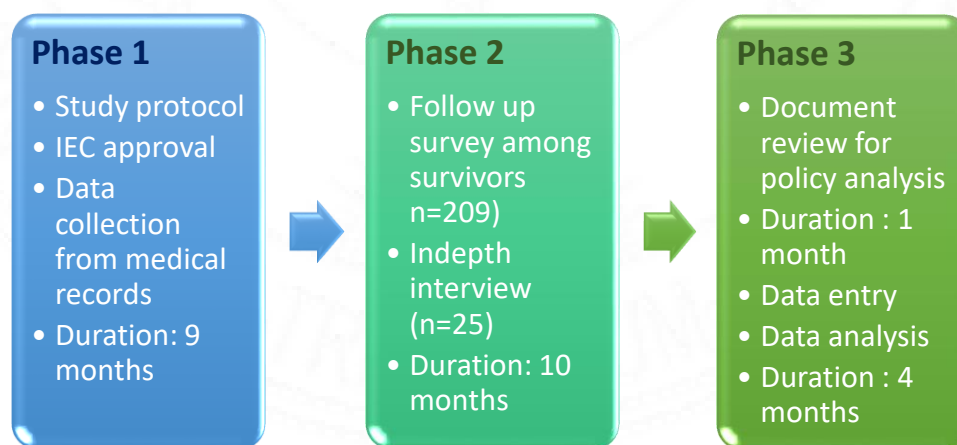 Phase 1
• Study protocol
• IEC approval
• Data
collection
from medical
records
• Duration: 9
months
Phase 2
• Follow up
survey among
survivors
n=209)
• Indepth
interview
(n=25)
• Duration: 10
months
Phase 3
• Document
review for
policy analysis
• Duration : 1
month
• Data entry
• Data analysis
• Duration : 4
months